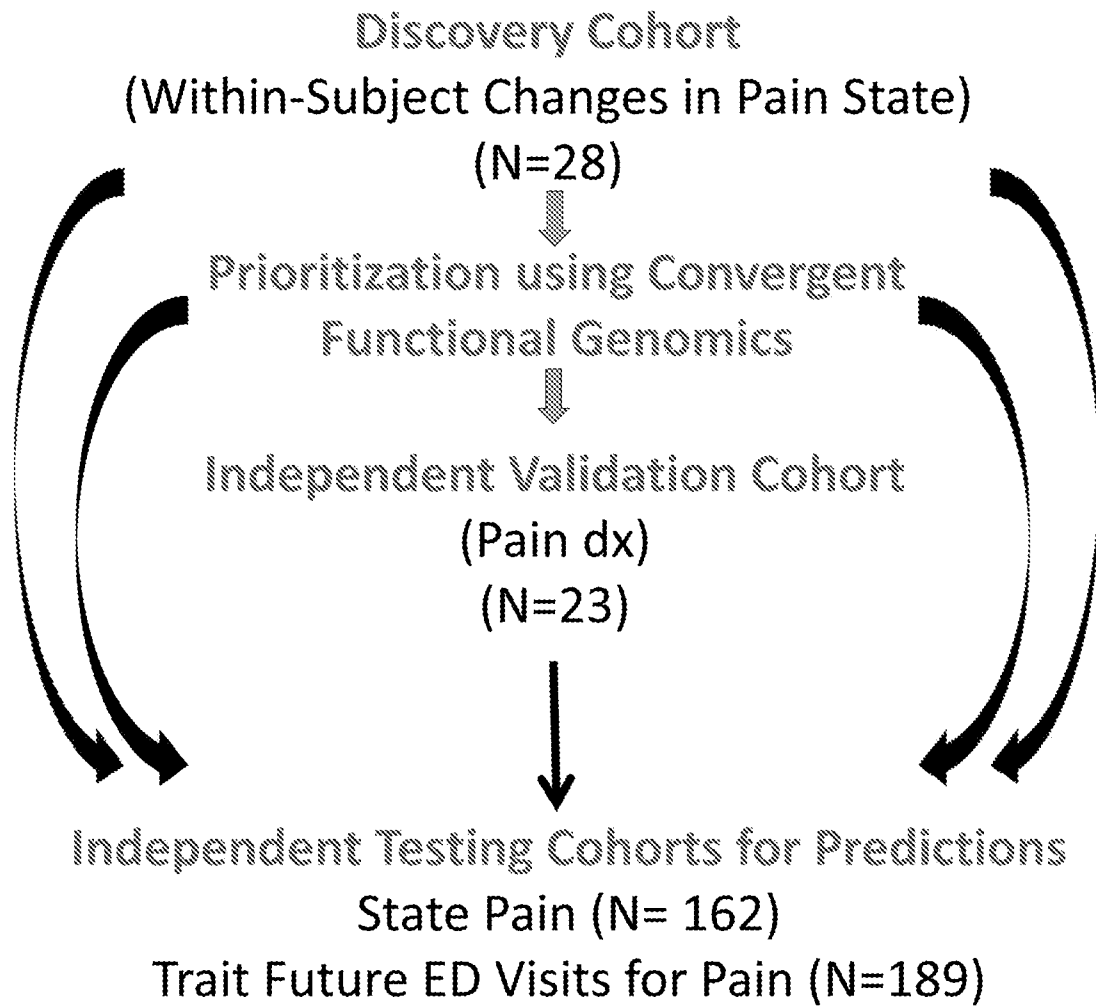 Discovery Cohort
(Within-Subject Changes in Pain State)
(N=28)
Prioritization using Convergent
Functional Genomics
Independent Validation Cohort
(Pain dx)
(N=23)
Independent Testing Cohorts for Predictions
State Pain (N= 162)
Trait Future ED Visits for Pain (N=189)